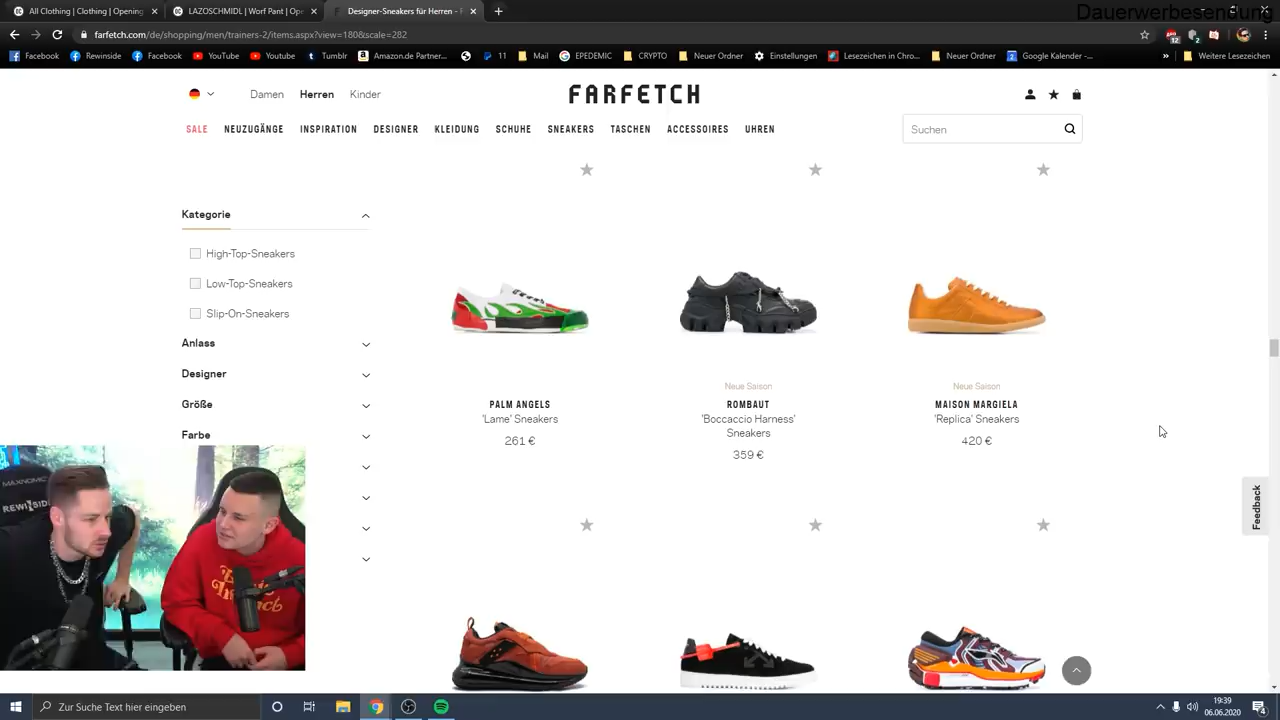 All Clothing | Clothing | Openin
LAZOSCHMIDL | Worf Pant | Ope
Designer-Sneakers für Herren - F
Dauerwerbesendung
farfetch.com/de/shopping/men/trainers-2/items.aspx?view=180&scale=282
Facebook
Rewinside
YouTube
Youtube
Tumblr
Amazon.de Partner...
11
Mail
EPEDEMIC
CRYPTO
Neuer Ordner
Einstellungen
Lesezeichen in Chro...
Neuer Ordner
Google Kalender -...
Weitere Lesezeichen
Damen Herren Kinder
FARFETCH
SALE NEUZUGÄNGE INSPIRATION DESIGNER KLEIDUNG SCHUHE SNEAKERS TASCHEN ACCESSOIRES UHREN
Suchen
Kategorie
High-Top-Sneakers
Low-Top-Sneakers
Slip-On-Sneakers
Anlass
Designer
Größe
Farbe
PALM ANGELS
'Lame' Sneakers
261 €
Neue Saison
ROMBAUT
'Boccaccio Harness'
Sneakers
359 €
Neue Saison
MAISON MARGIELA
'Replica' Sneakers
420 €
Feedback
MAXNOMIC
REWINSIDE
Zur Suche Text hier eingeben
19:39
06.06.2020